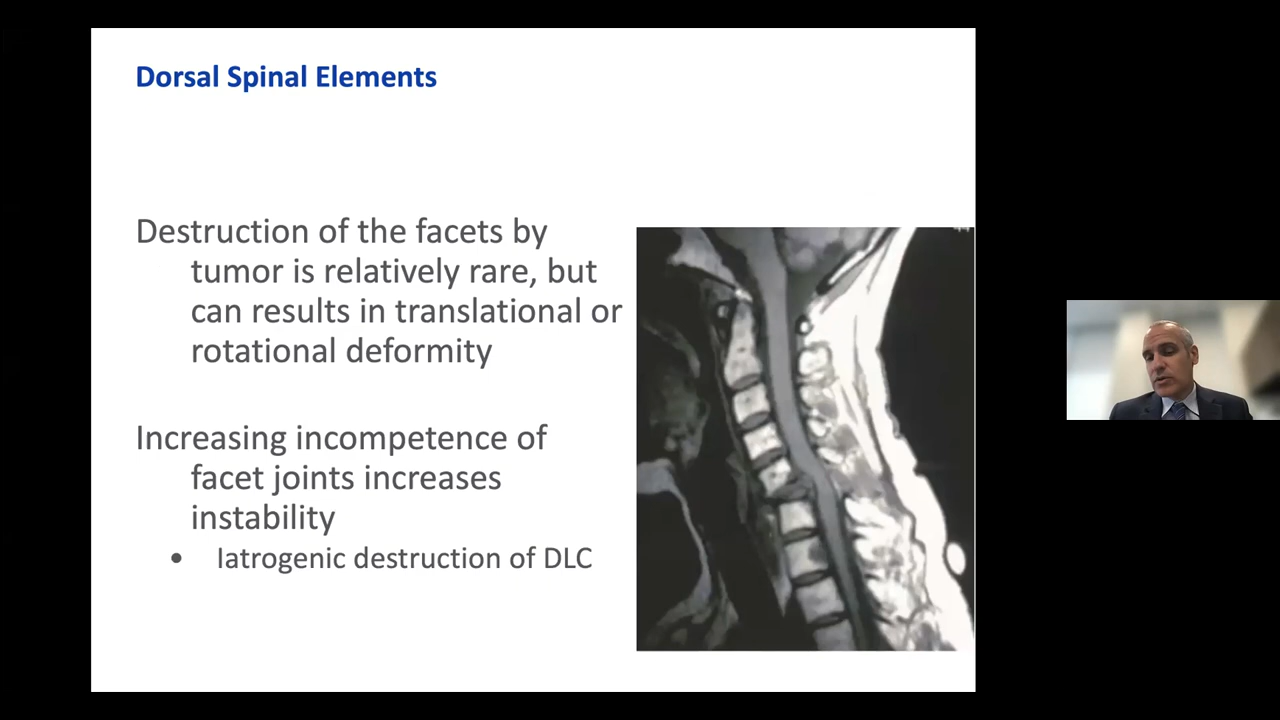 Dorsal Spinal Elements
Destruction of the facets by
tumor is relatively rare, but
can results in translational or
rotational deformity
Increasing incompetence of
facet joints increases
instability
• Iatrogenic destruction of DLC